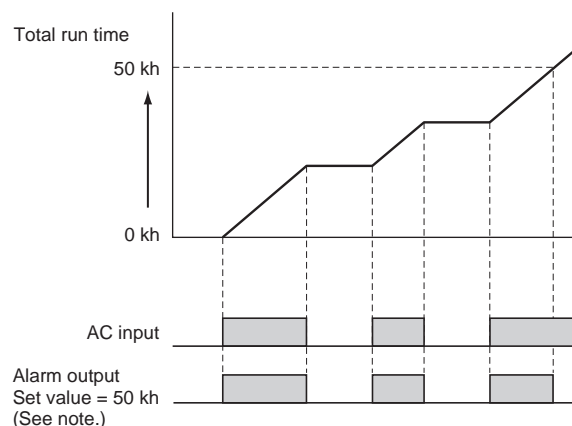 Total run time
50 kh
0 kh
AC input
Alarm output
Set value = 50 kh
(See note.)